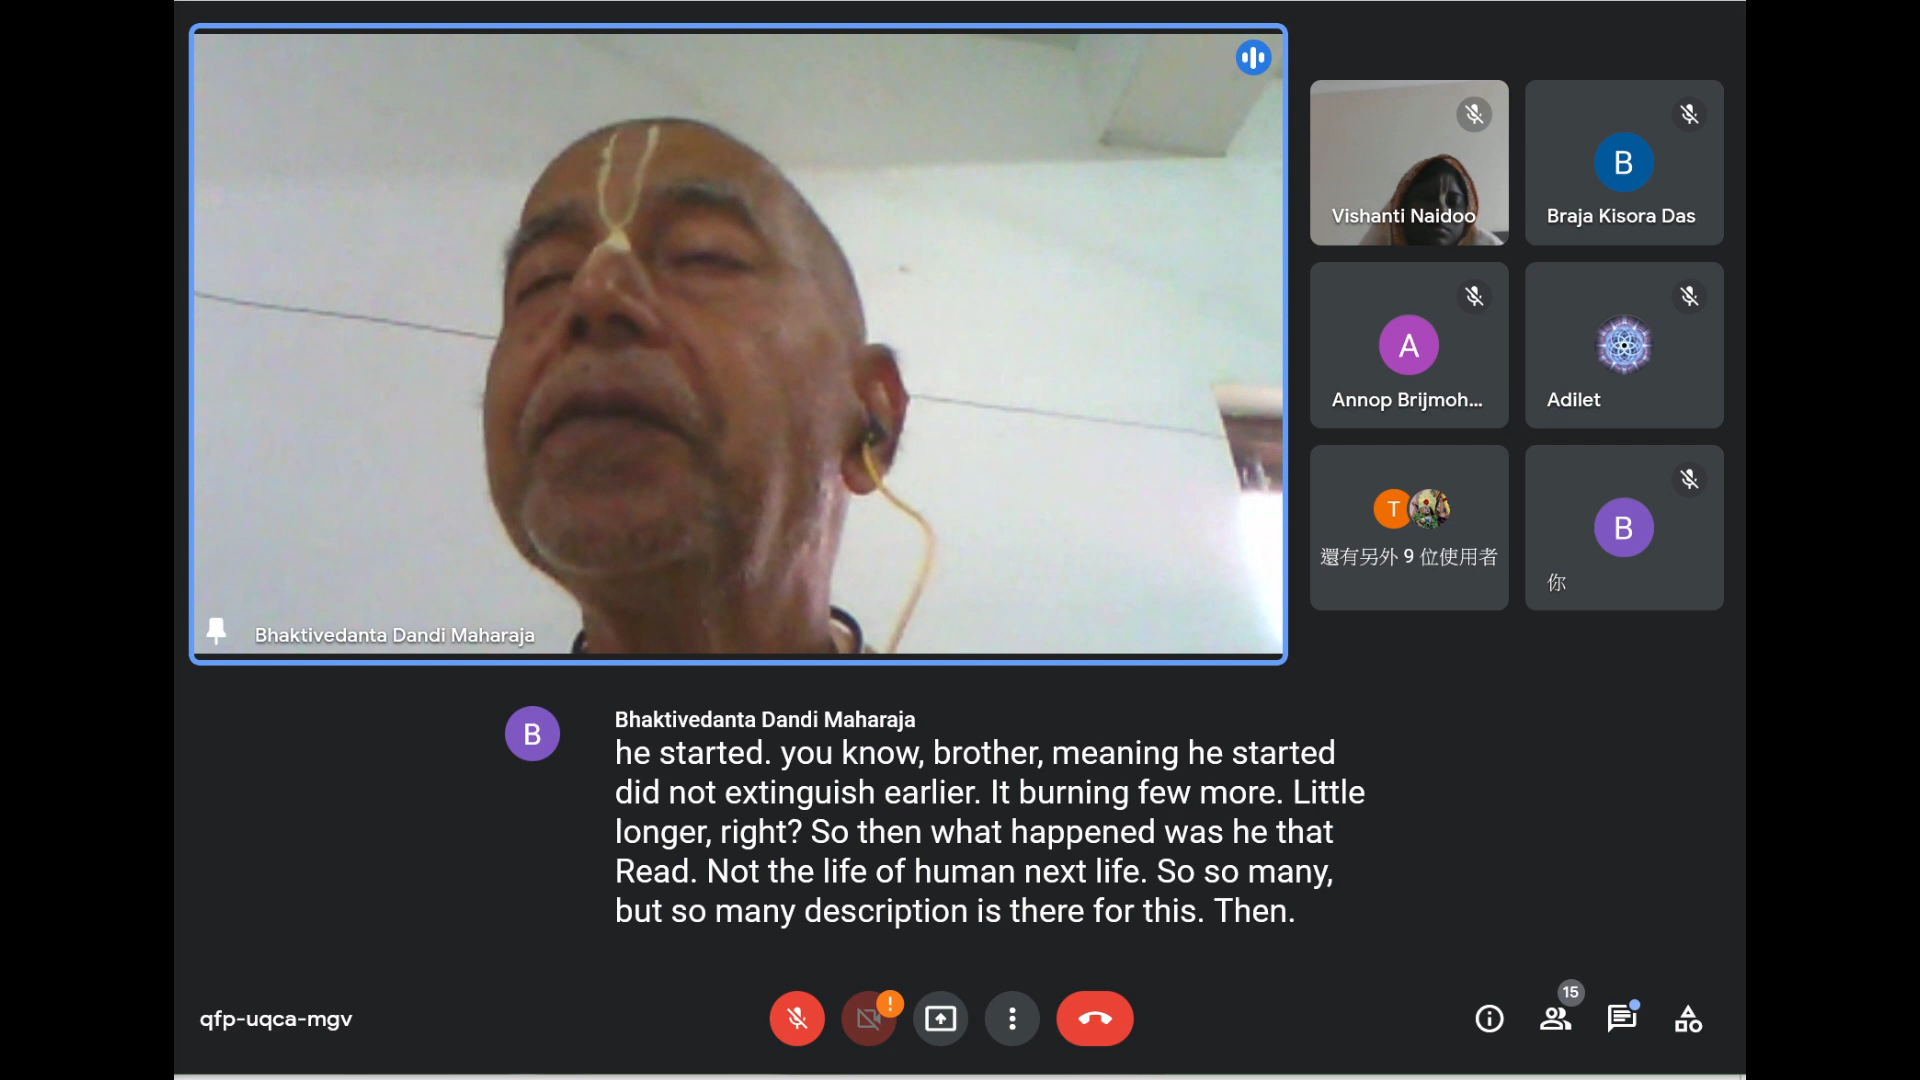 Vishanti Naidoo
B
Braja Kisora Das
A
Annop Brijmoh...
Adilet
T
還有另外 9 位使用者
B
你
Bhaktivedanta Dandi Maharaja
B
Bhaktivedanta Dandi Maharaja
he started. you know, brother, meaning he started
did not extinguish earlier. It burning few more. Little
longer, right? So then what happened was he that
Read. Not the life of human next life. So so many,
but so many description is there for this. Then.
qfp-uqca-mgv
!
15